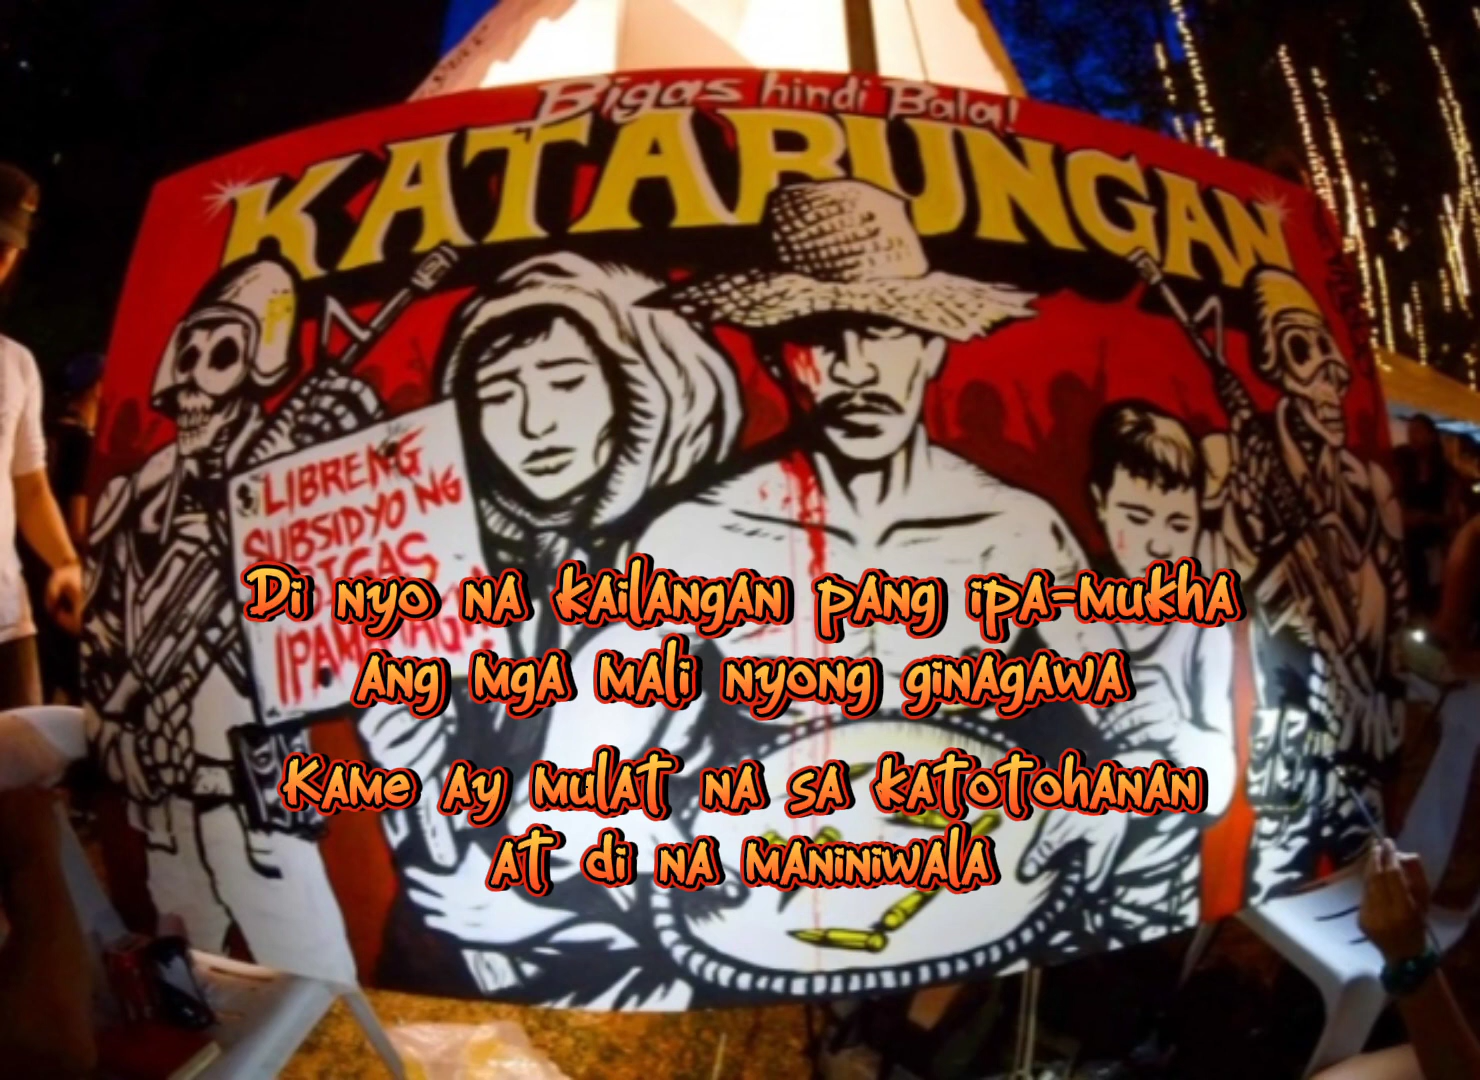 Bigas hindi Bala!
KATARUNGAN
LIBRENG
SUBSIDYO NG
BIGAS
Di nyo na kailangan pang ipa-mukha
ang mga mali nyong ginagawa
Kame ay mulat na sa katotohanan
at di na maniniwala